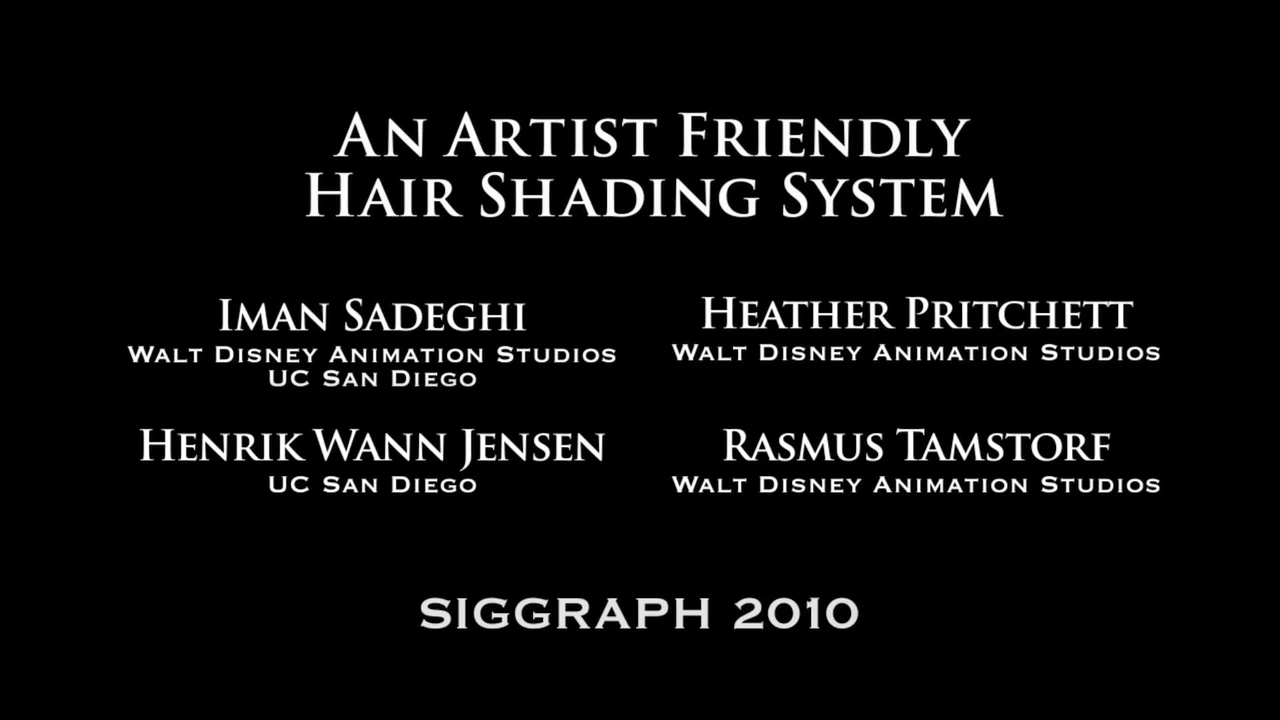 An Artist Friendly
Hair Shading System
Iman Sadeghi
Walt Disney Animation Studios
UC San Diego
Heather Pritchett
Walt Disney Animation Studios
Henrik Wann Jensen
UC San Diego
Rasmus Tamstorf
Walt Disney Animation Studios
SIGGRAPH 2010